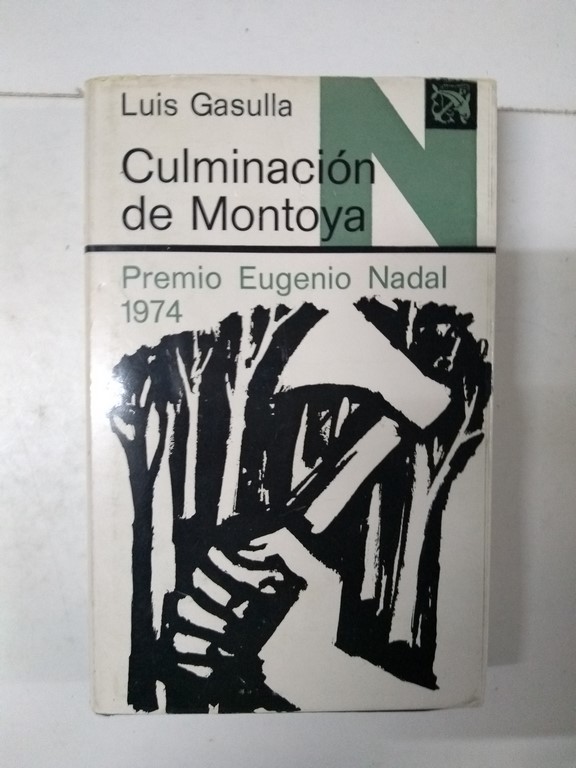 Luis Gasulla
N
Culminación
de Montoya
Premio Eugenio Nadal
1974